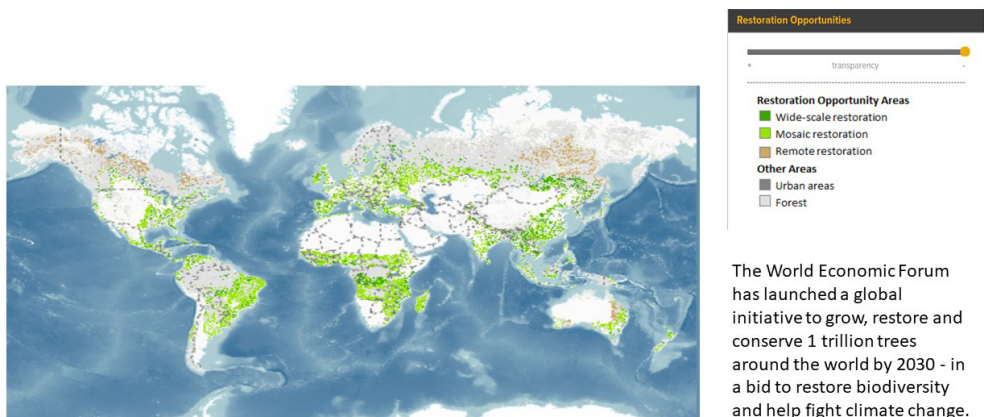 Restoration Opportunities
+ transparency -
Restoration Opportunity Areas
Wide-scale restoration
Mosaic restoration
Remote restoration
Other Areas
Urban areas
Forest
The World Economic Forum
has launched a global
initiative to grow, restore and
conserve 1 trillion trees
around the world by 2030 - in
a bid to restore biodiversity
and help fight climate change.